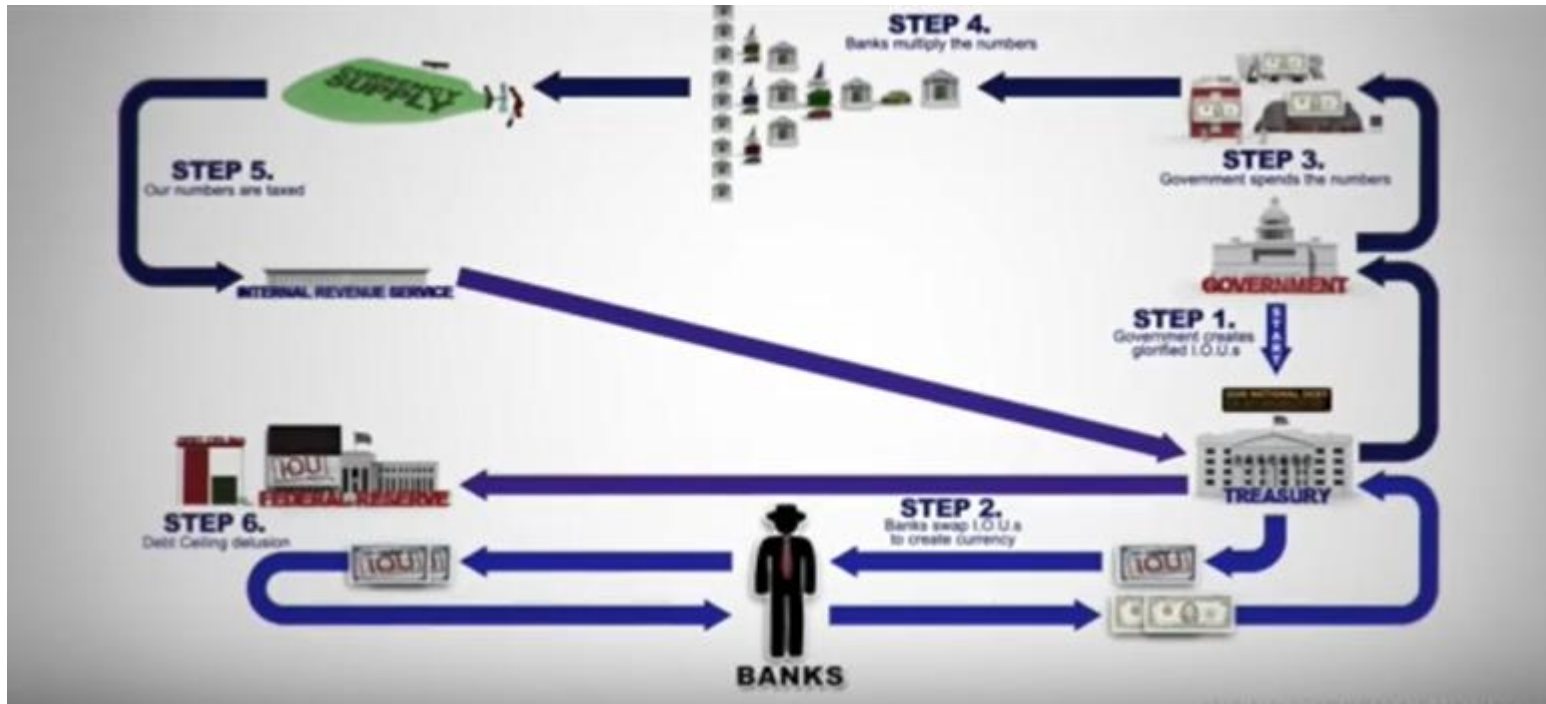 STEP 4.
Banks multiply the numbers
SUPPLY
STEP 5.
Our numbers are taxed
STEP 3.
Government spends the numbers
INTERNAL REVENUE SERVICE
GOVERNMENT
STEP 1.
Government creates
glorified I.O.U.s
START
OUR NATIONAL DEBT
IOU
FEDERAL RESERVE
TREASURY
STEP 6.
Debt Ceiling delusion
STEP 2.
Banks swap I.O.U.s
to create currency
IOU
IOU
BANKS